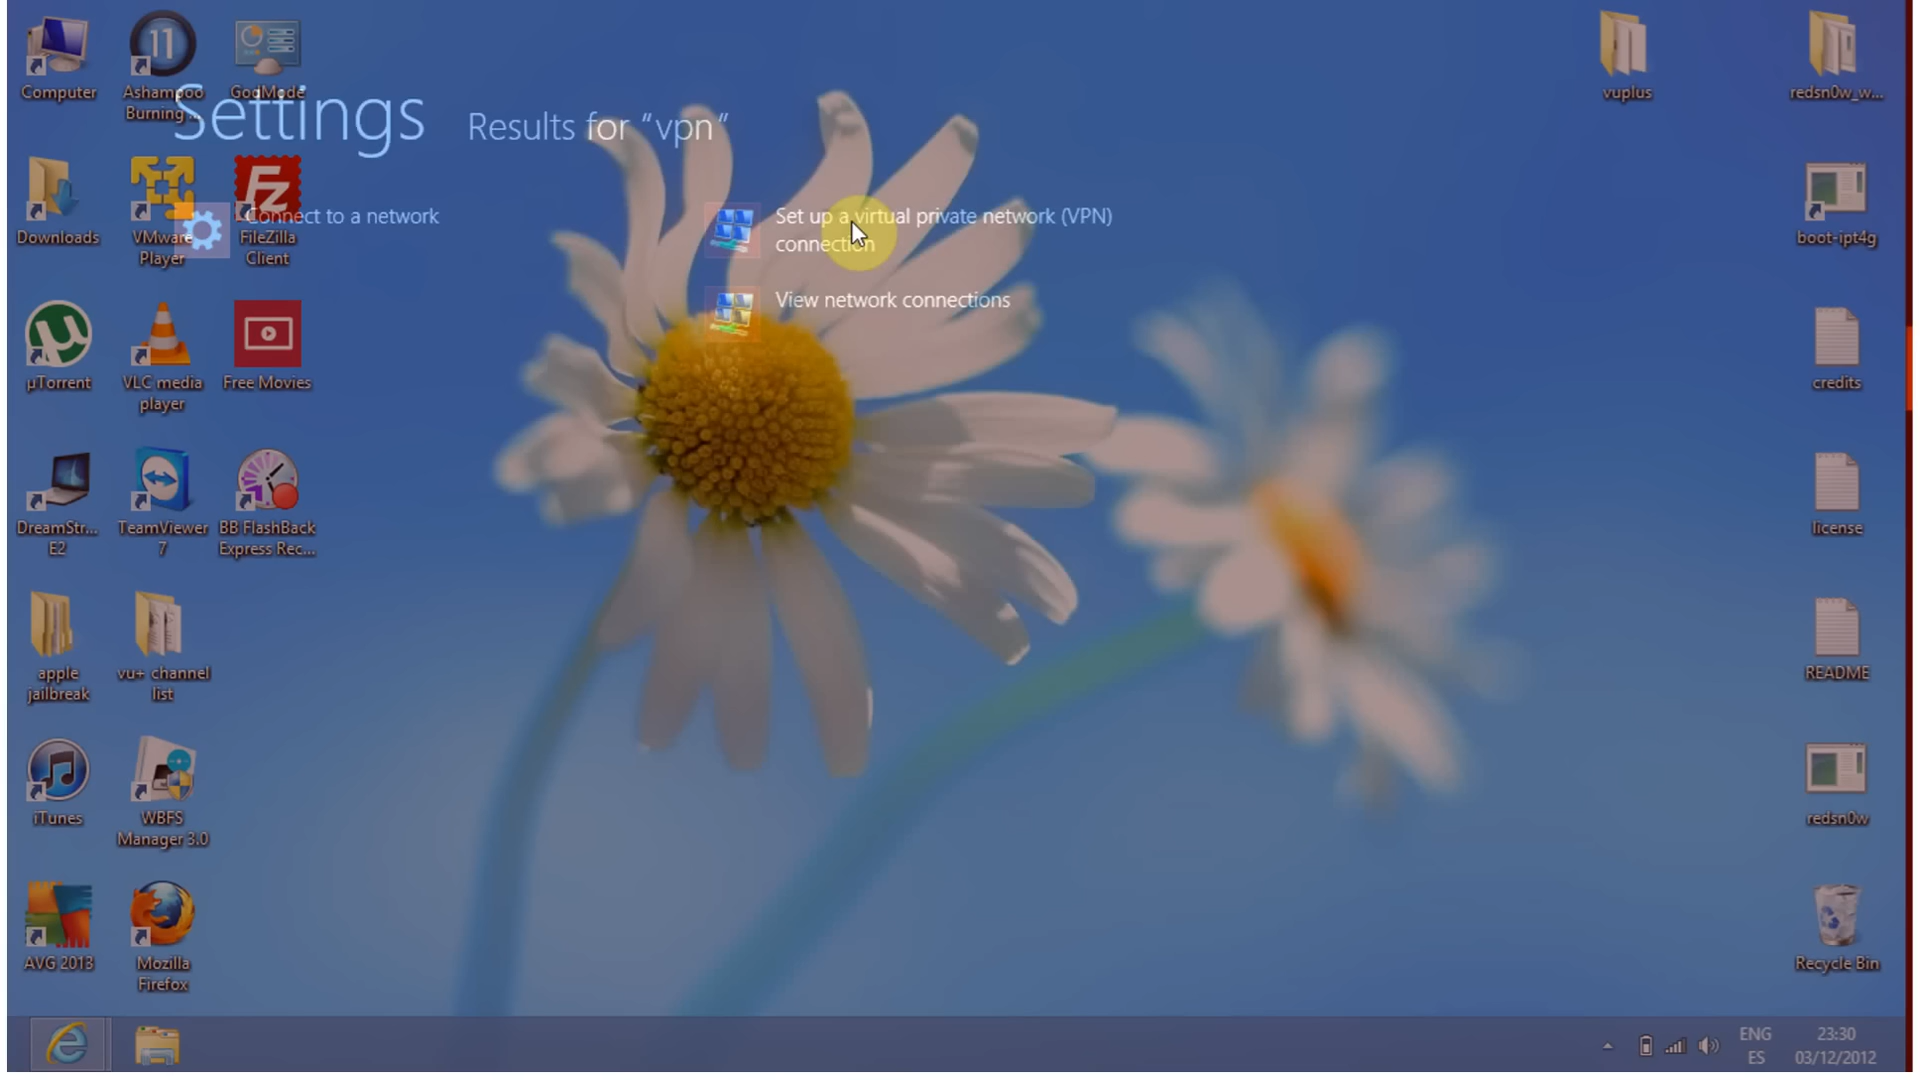 Settings
Results for “vpn”
Connect to a network
Set up a virtual private network (VPN)
connection
View network connections
Computer
Ashampoo
Burning ...
GodMode
Downloads
VMware
Player
FileZilla
Client
µTorrent
VLC media
player
Free Movies
DreamStr...
E2
TeamViewer
7
BB FlashBack
Express Rec...
apple
jailbreak
vu+ channel
list
iTunes
WBFS
Manager 3.0
AVG 2013
Mozilla
Firefox
vuplus
redsn0w_w...
boot-ipt4g
credits
license
README
redsn0w
Recycle Bin
11
Fz
µ
ENG
ES
23:30
03/12/2012